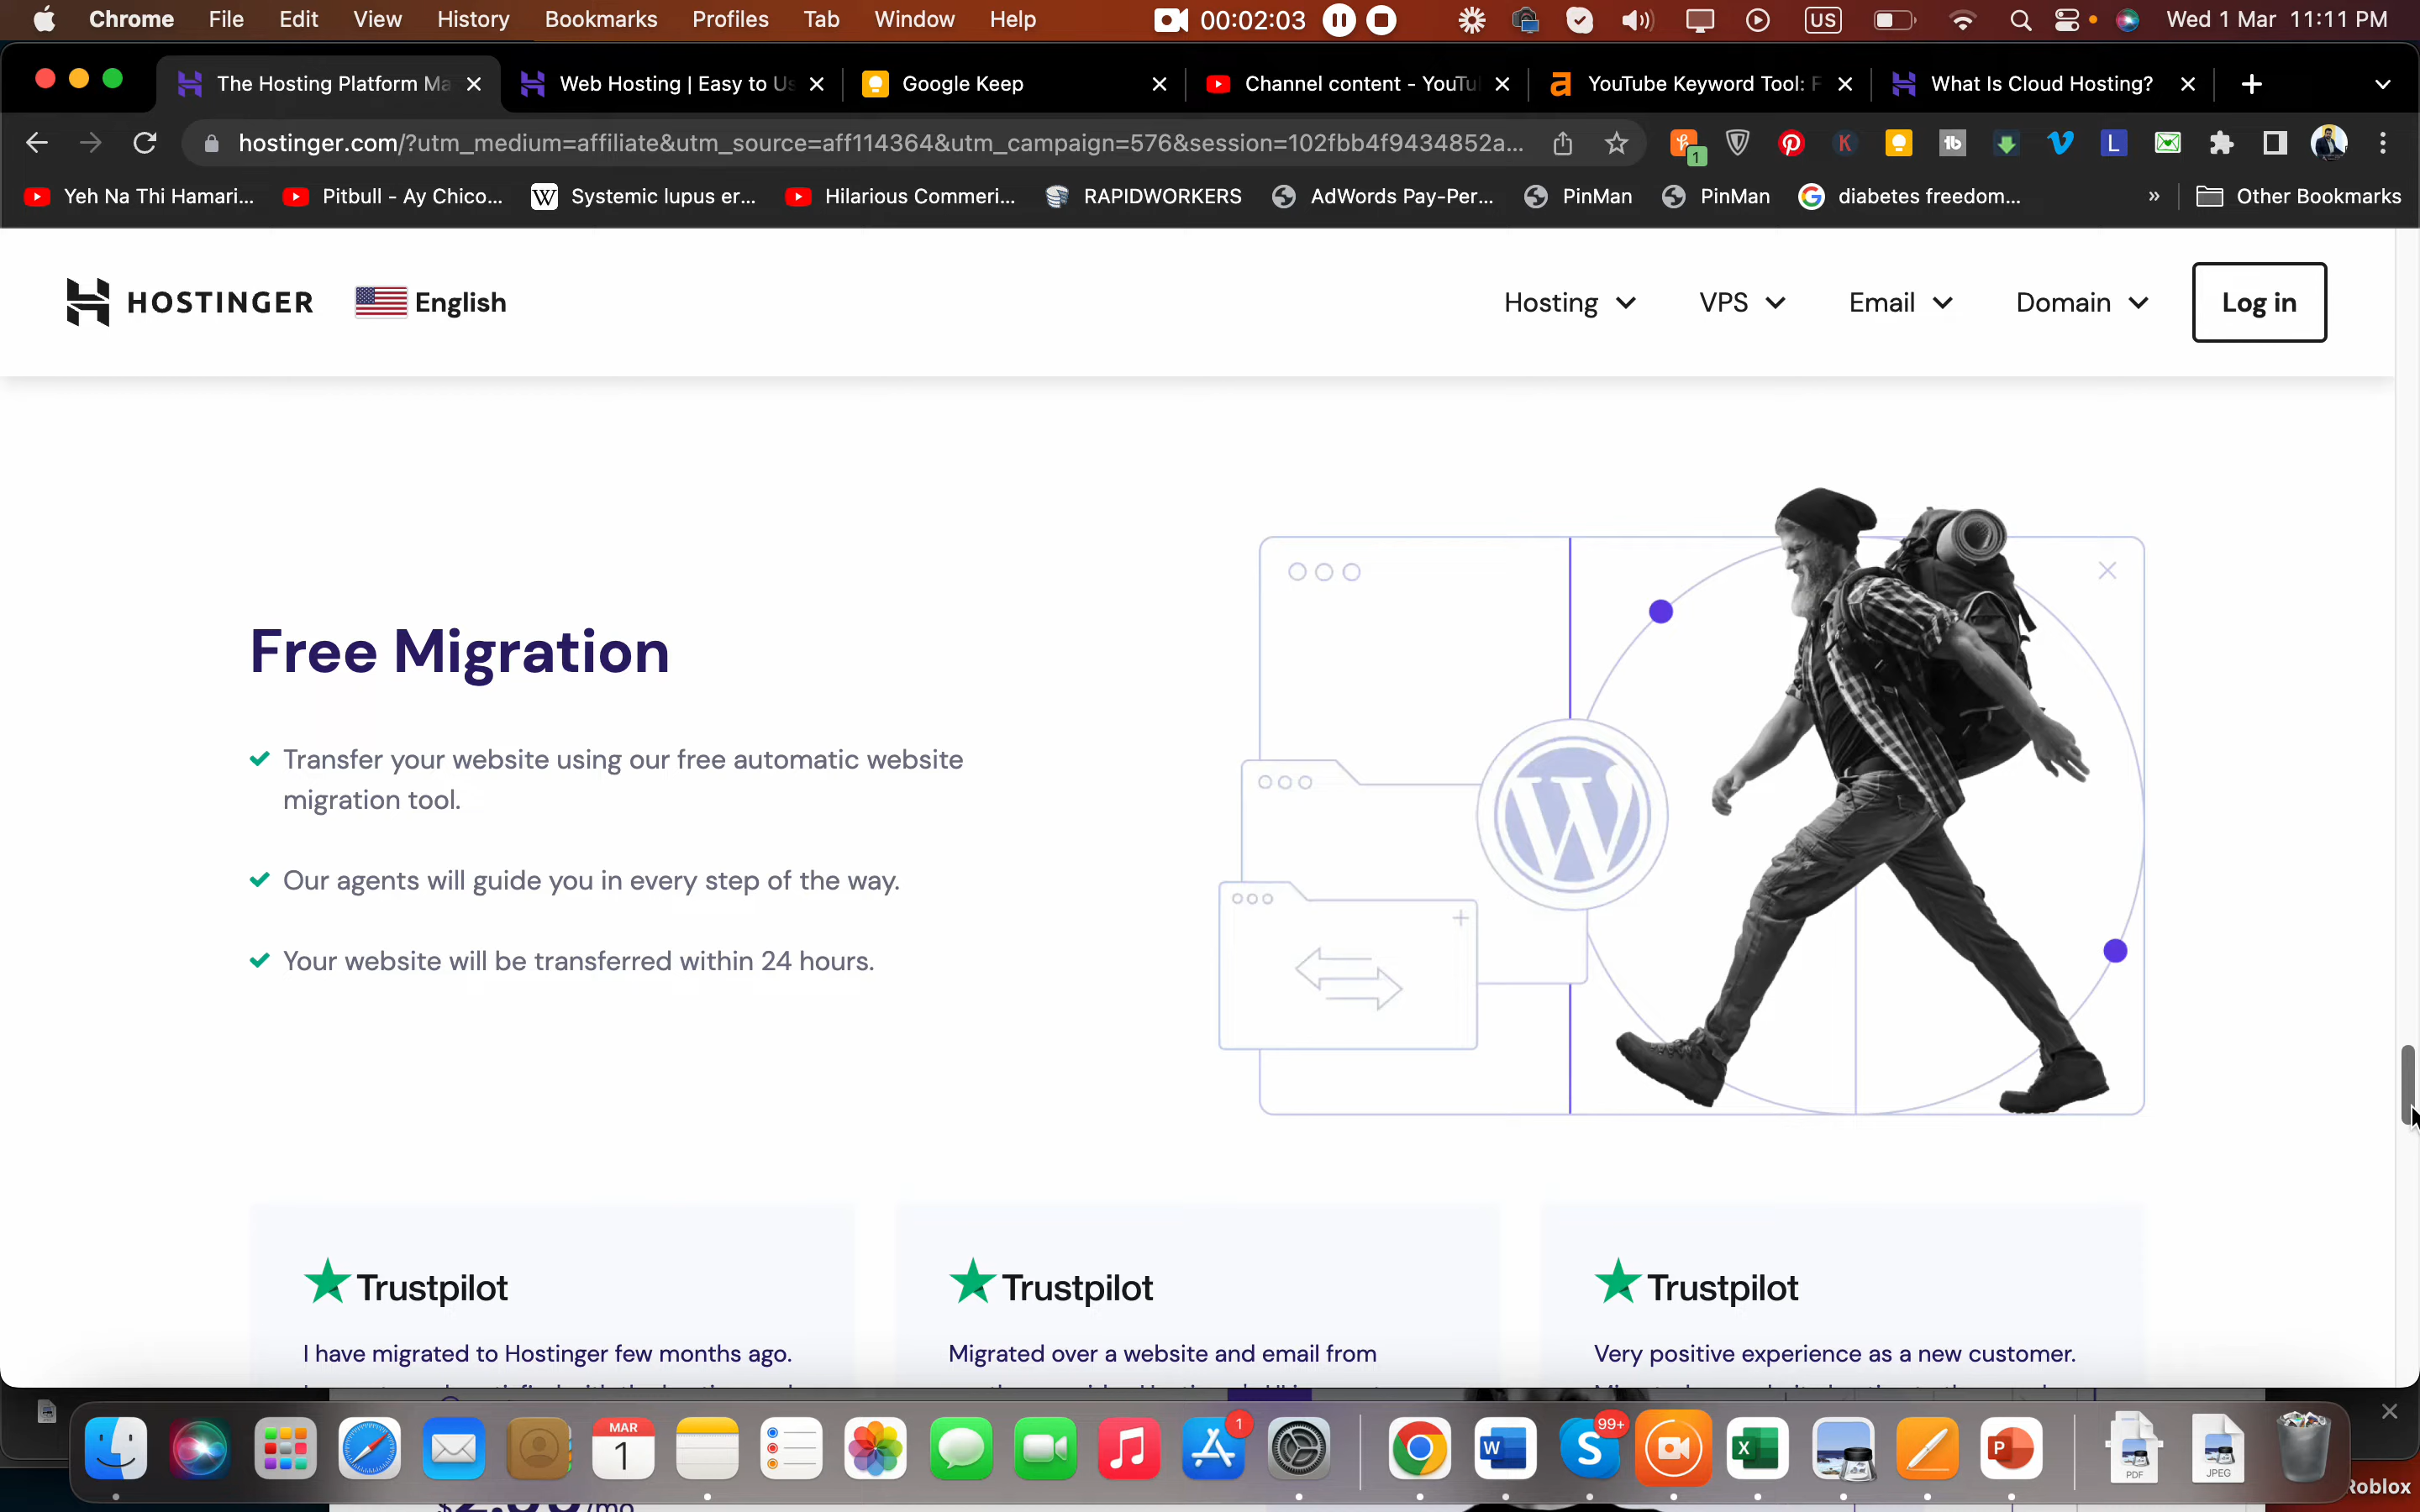 Chrome File Edit View History Bookmarks Profiles Tab Window Help 00:02:03 US Wed 1 Mar 11:11 PM
The Hosting Platform Ma Web Hosting | Easy to Us Google Keep Channel content - YouTu YouTube Keyword Tool: F What Is Cloud Hosting?
hostinger.com/?utm_medium=affiliate&utm_source=aff114364&utm_campaign=576&session=102fbb4f9434852a... 1 K tb L
Yeh Na Thi Hamari... Pitbull - Ay Chico... W Systemic lupus er... Hilarious Commeri... RAPIDWORKERS AdWords Pay-Per... PinMan PinMan diabetes freedom... » Other Bookmarks
HOSTINGER English Hosting VPS Email Domain Log in
Free Migration
Transfer your website using our free automatic website
migration tool.
Our agents will guide you in every step of the way.
Your website will be transferred within 24 hours.
Trustpilot Trustpilot Trustpilot
I have migrated to Hostinger few months ago. Migrated over a website and email from Very positive experience as a new customer.
MAR 1 1 W S 99+ X P PDF JPEG
/mo Roblox